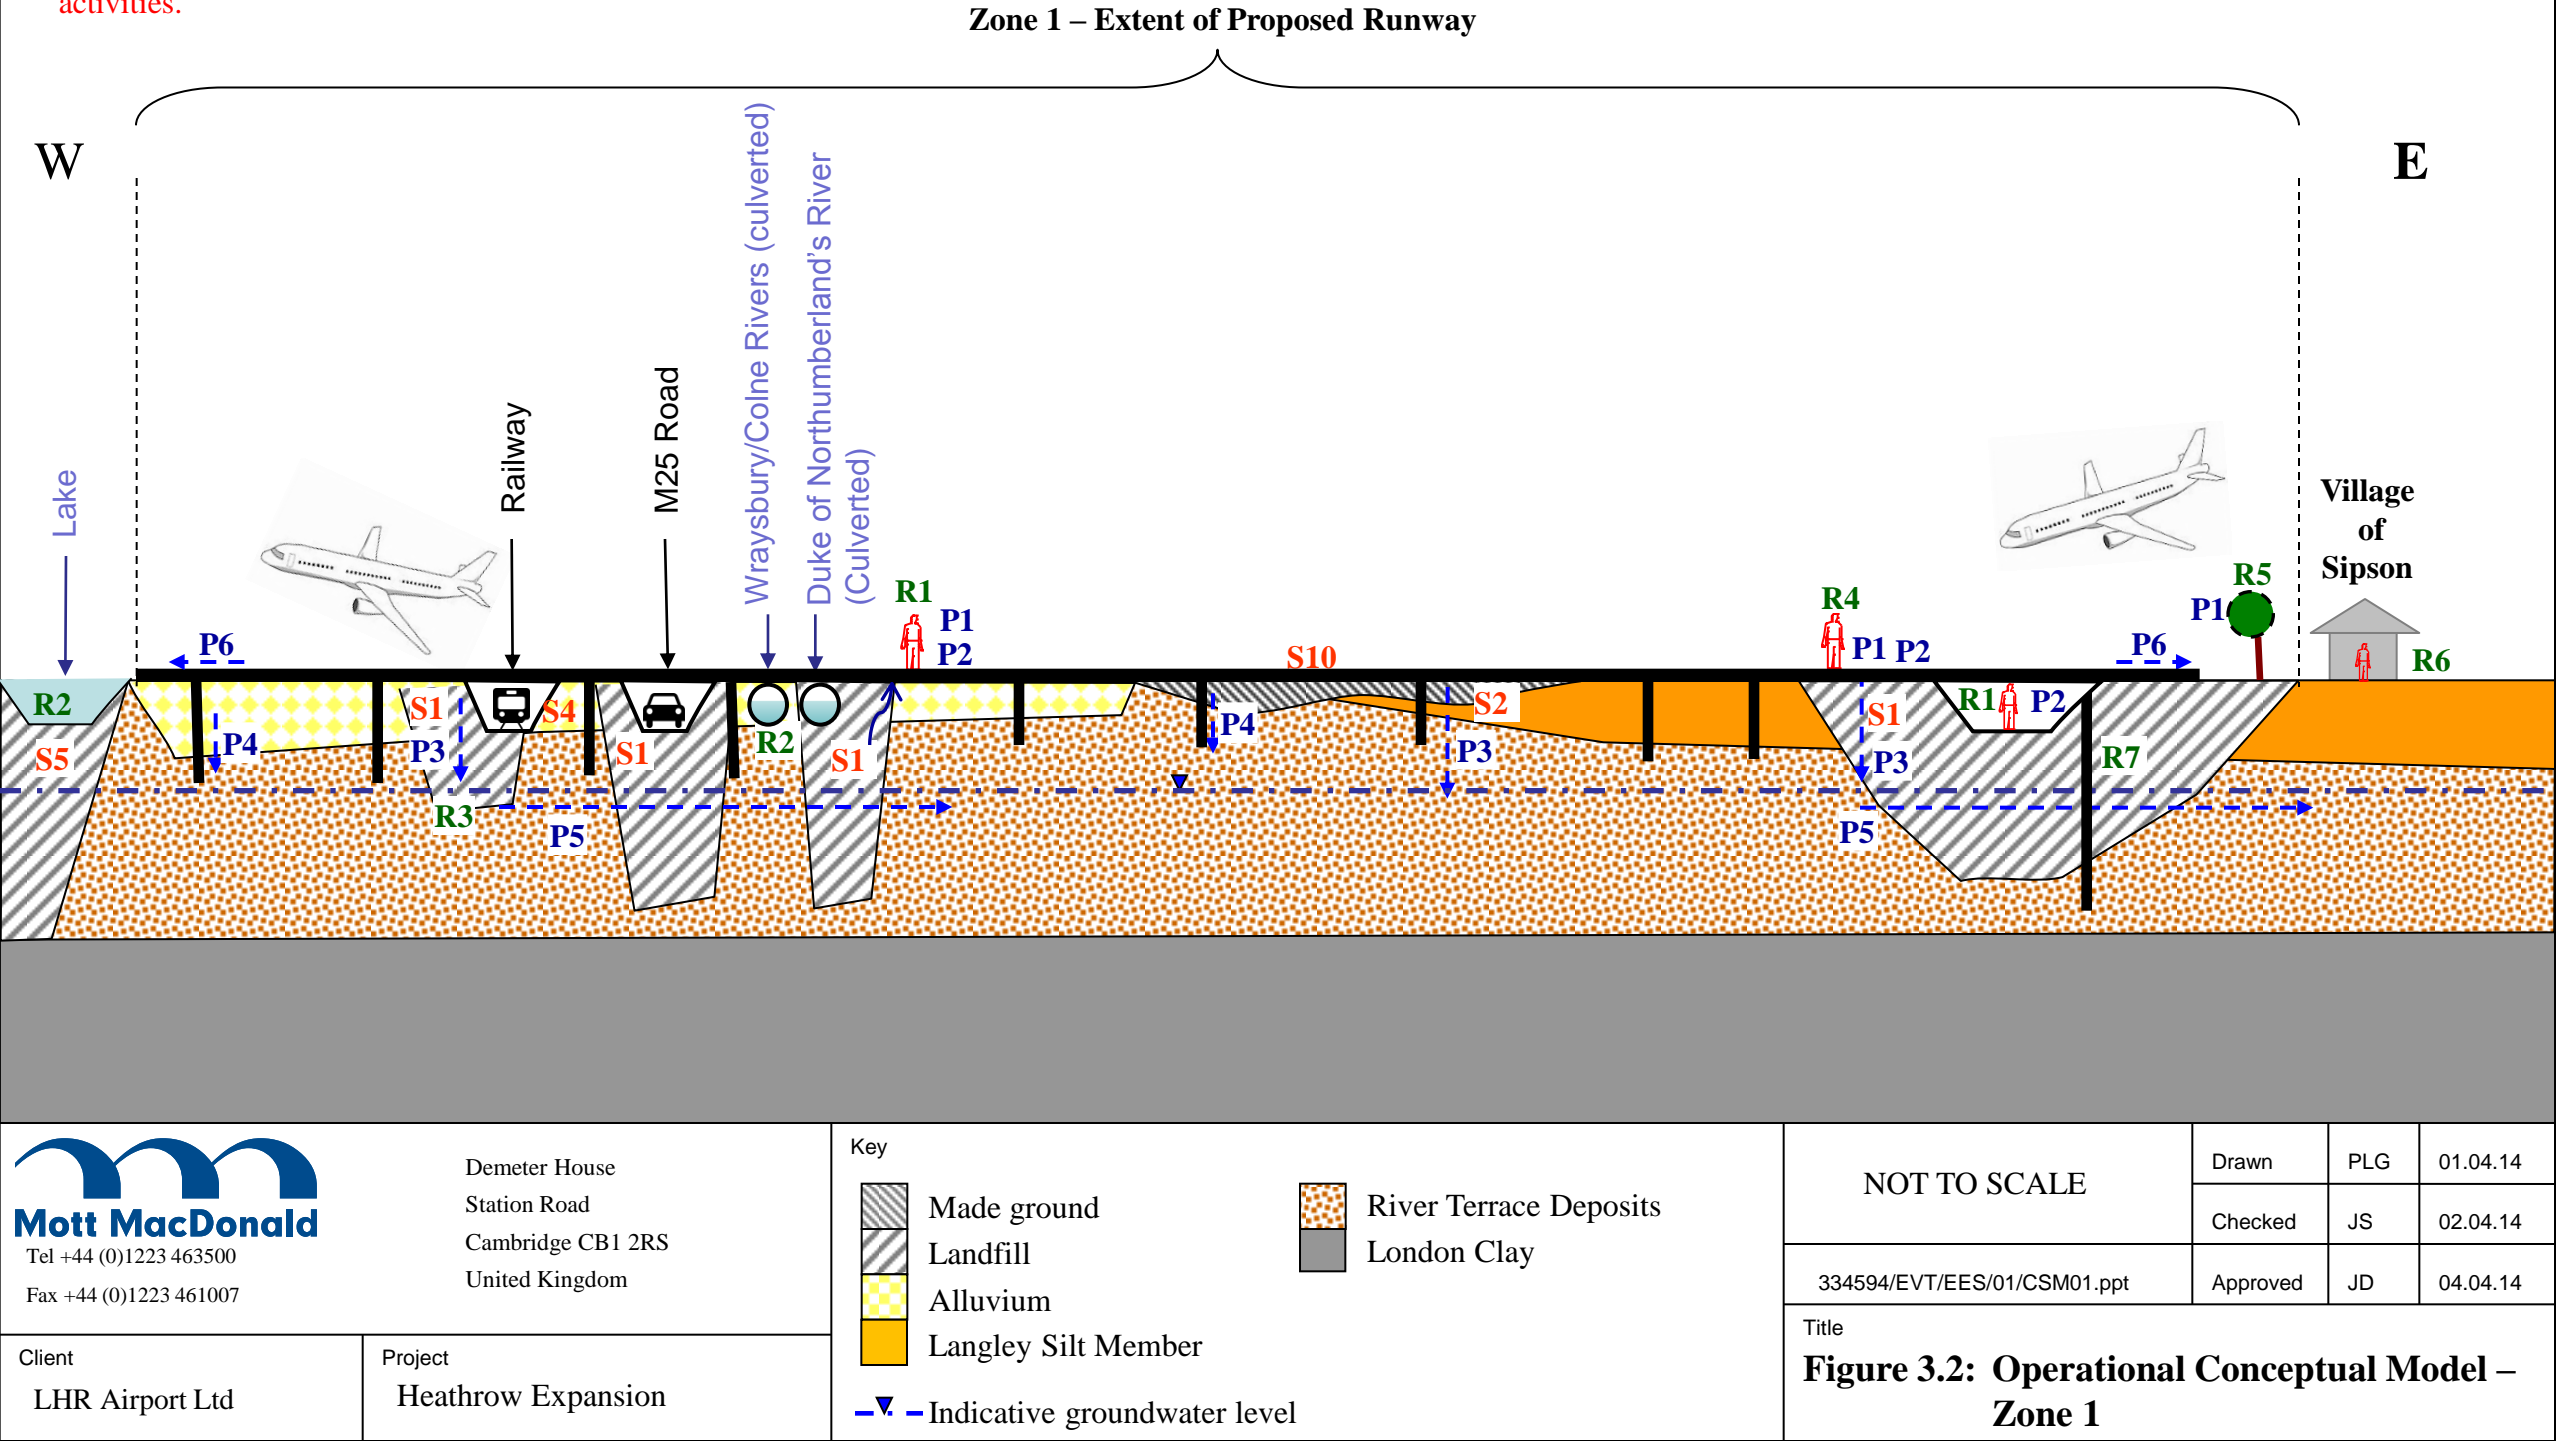 activities.
Zone 1 – Extent of Proposed Runway
W
E
Lake
Railway
M25 Road
Wraysbury/Colne Rivers (culverted)
Duke of Northumberland's River
(Culverted)
Village
of
Sipson
R1
P1
P2
R4
P1 P2
R5
P1
R6
P6
S10
P6
R2
S5
P4
S1
P3
R3
S4
P5
S1
R2
S1
P4
S2
P3
S1
P3
P5
R1
P2
R7
Mott MacDonald
Tel +44 (0)1223 463500
Fax +44 (0)1223 461007
Demeter House
Station Road
Cambridge CB1 2RS
United Kingdom
Client
LHR Airport Ltd
Project
Heathrow Expansion
Key
Made ground
Landfill
Alluvium
Langley Silt Member
Indicative groundwater level
River Terrace Deposits
London Clay
NOT TO SCALE
334594/EVT/EES/01/CSM01.ppt
Drawn PLG 01.04.14
Checked JS 02.04.14
Approved JD 04.04.14
Title
Figure 3.2: Operational Conceptual Model –
Zone 1